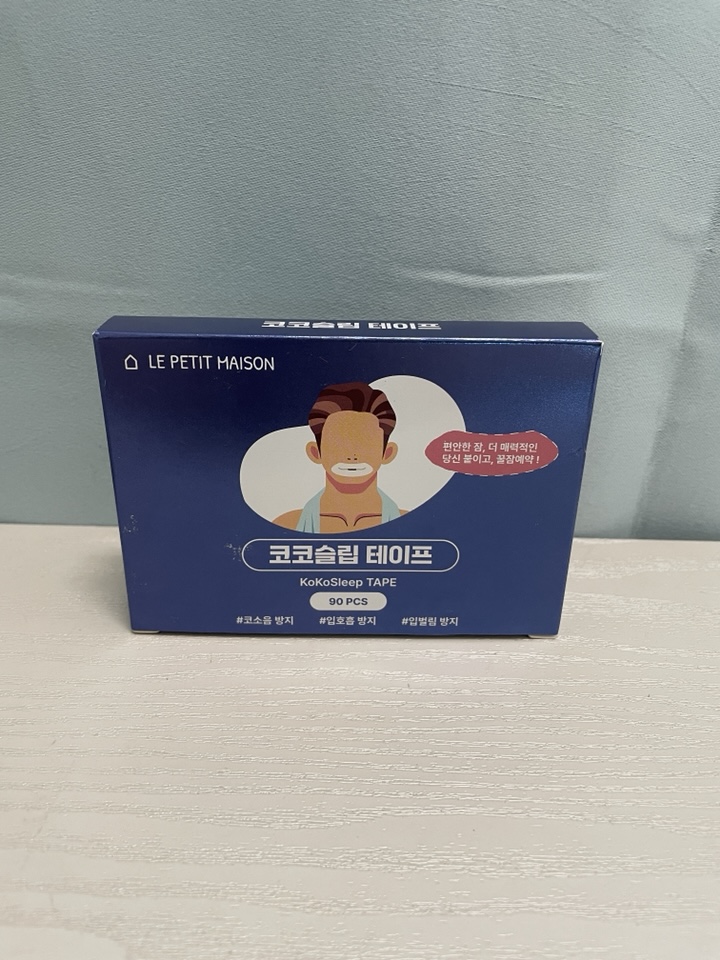 코코슬립 테이프
LE PETIT MAISON
편안한 잠, 더 매력적인
당신 붙이고, 꿀잠예약 !
코코슬립 테이프
KoKoSleep TAPE
90 PCS
#코소음 방지 #입호흡 방지 #입벌림 방지